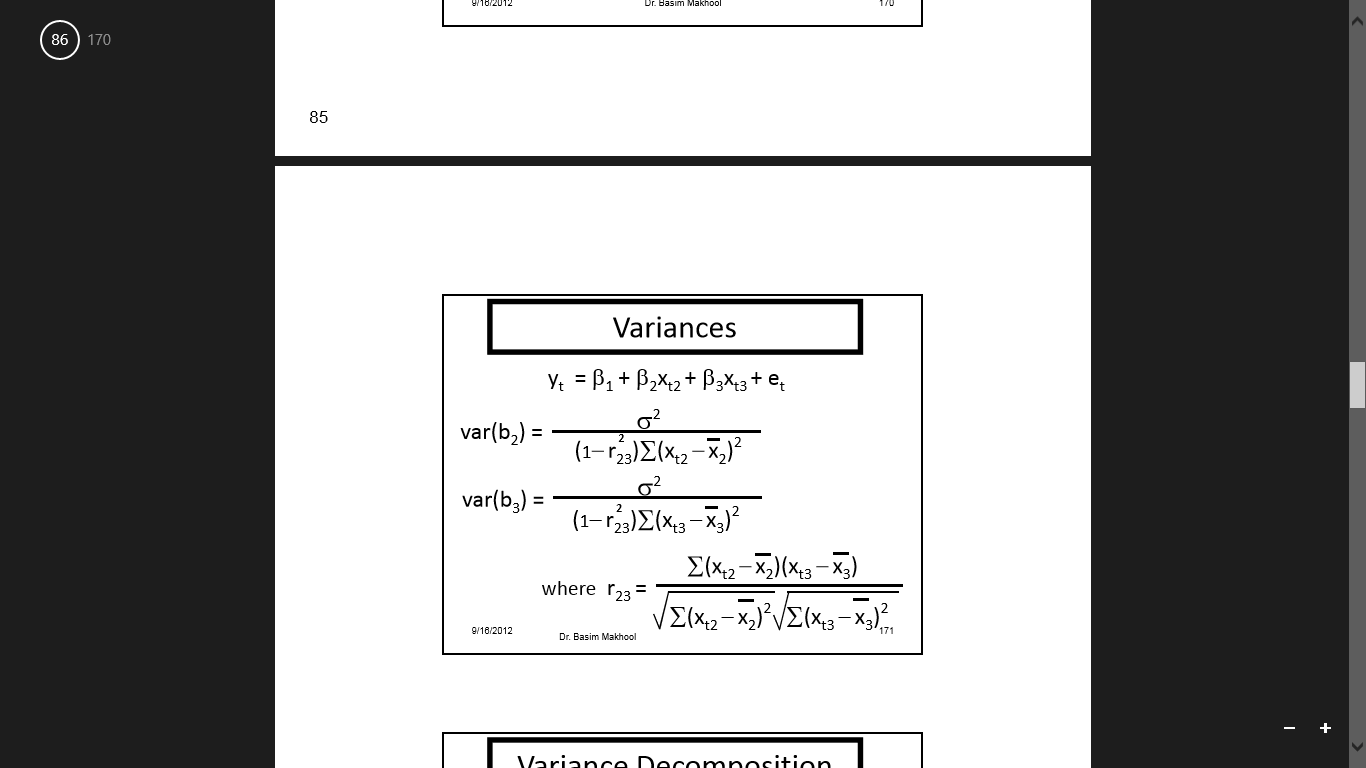 9/16/2012 Dr. Basim Makhool 170
86 170
85
Variances
yₜ = β₁ + β₂xₜ₂ + β₃xₜ₃ + eₜ
var(b₂) = σ² / (1− r₂₃²)∑(xₜ₂ − x̅₂)²
var(b₃) = σ² / (1− r₂₃²)∑(xₜ₃ − x̅₃)²
where r₂₃ = ∑(xₜ₂ − x̅₂)(xₜ₃ − x̅₃) / √∑(xₜ₂ − x̅₂)² √∑(xₜ₃ − x̅₃)²
9/16/2012 Dr. Basim Makhool 171
Variance Decomposition